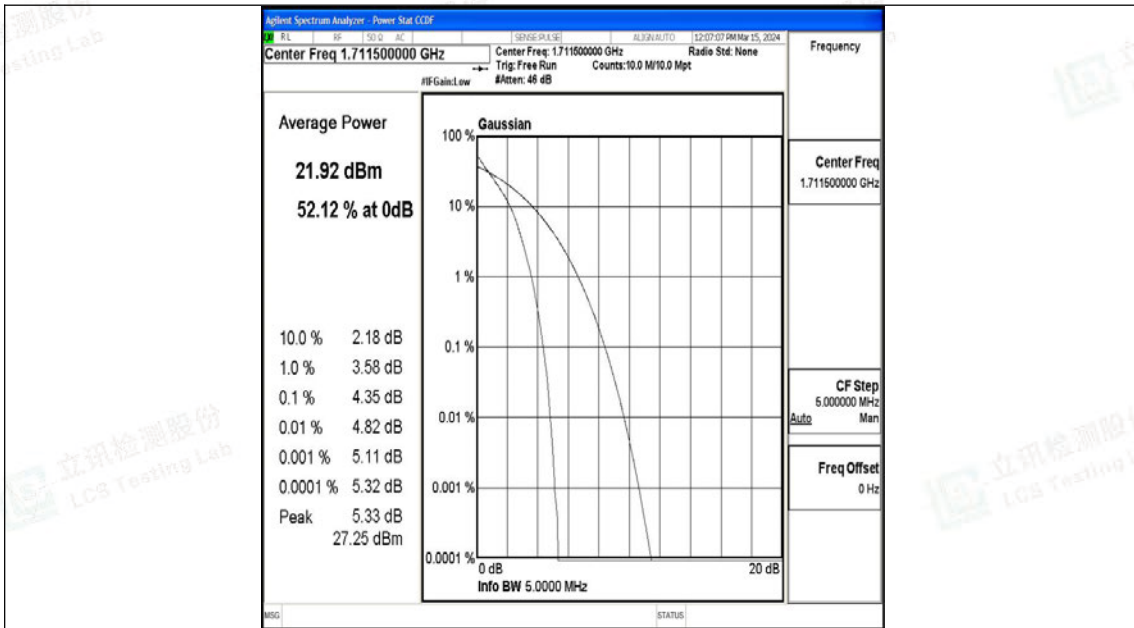 Agilent Spectrum Analyzer - Power Stat CCDF
RL RF 50 Ω AC SENSE:PULSE ALIGNAUTO 12:07:07 PM Mar 15, 2024
Center Freq 1.711500000 GHz
Center Freq: 1.711500000 GHz Radio Std: None
Trig: Free Run Counts:10.0 M/10.0 Mpt
#IFGain:Low #Atten: 46 dB
Frequency
Average Power
21.92 dBm
52.12 % at 0dB
10.0 % 2.18 dB
1.0 % 3.58 dB
0.1 % 4.35 dB
0.01 % 4.82 dB
0.001 % 5.11 dB
0.0001 % 5.32 dB
Peak 5.33 dB
27.25 dBm
Gaussian
100 %
10 %
1 %
0.1 %
0.01 %
0.001 %
0.0001 %
0 dB 20 dB
Info BW 5.0000 MHz
Center Freq
1.711500000 GHz
CF Step
5.000000 MHz
Auto Man
Freq Offset
0 Hz
MSG STATUS
立讯检测股份
LCS Testing Lab
立讯检测股份
LCS Testing